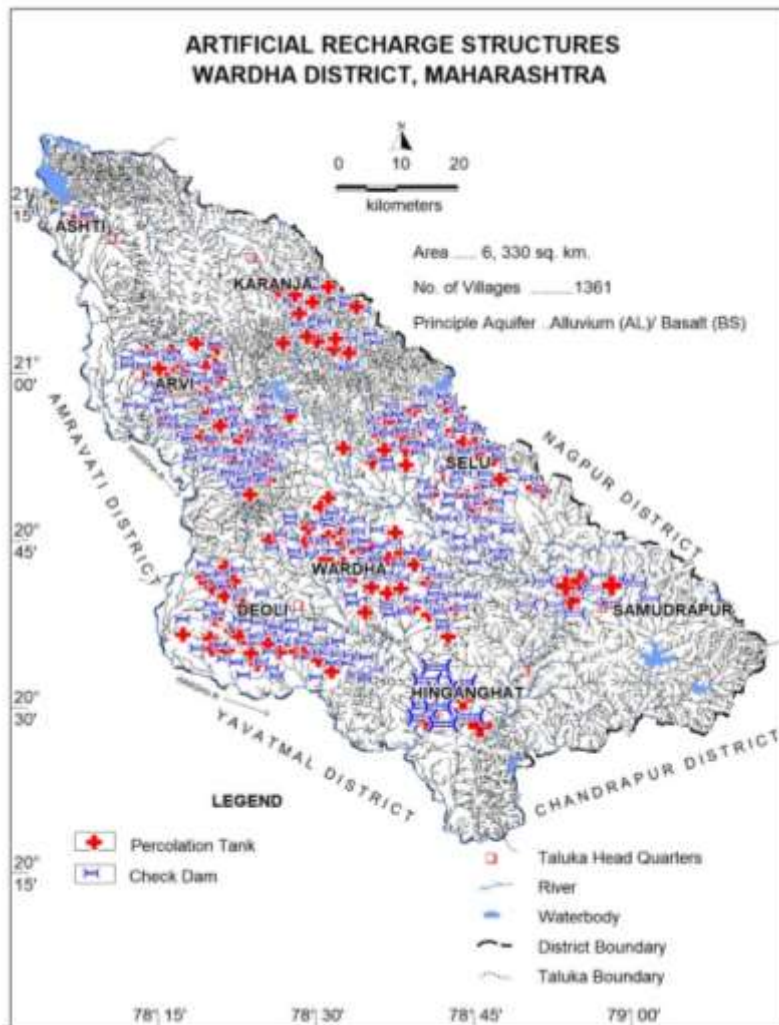 ARTIFICIAL RECHARGE STRUCTURES
WARDHA DISTRICT, MAHARASHTRA
N
0 10 20
kilometers
21°
15'
ASHTI
Area ..... 6, 330 sq. km.
KARANJA
No. of Villages ..........1361
Principle Aquifer ..Alluvium (AL)/ Basalt (BS)
21°
00'
ARVI
AMRAVATI DISTRICT
NAGPUR DISTRICT
SELU
20°
45'
WARDHA
DEOLI
SAMUDRAPUR
HINGANGHAT
20°
30'
YAVATMAL DISTRICT
CHANDRAPUR DISTRICT
LEGEND
Percolation Tank
Check Dam
Taluka Head Quarters
River
Waterbody
District Boundary
Taluka Boundary
20°
15'
78° 15' 78° 30' 78° 45' 79° 00'